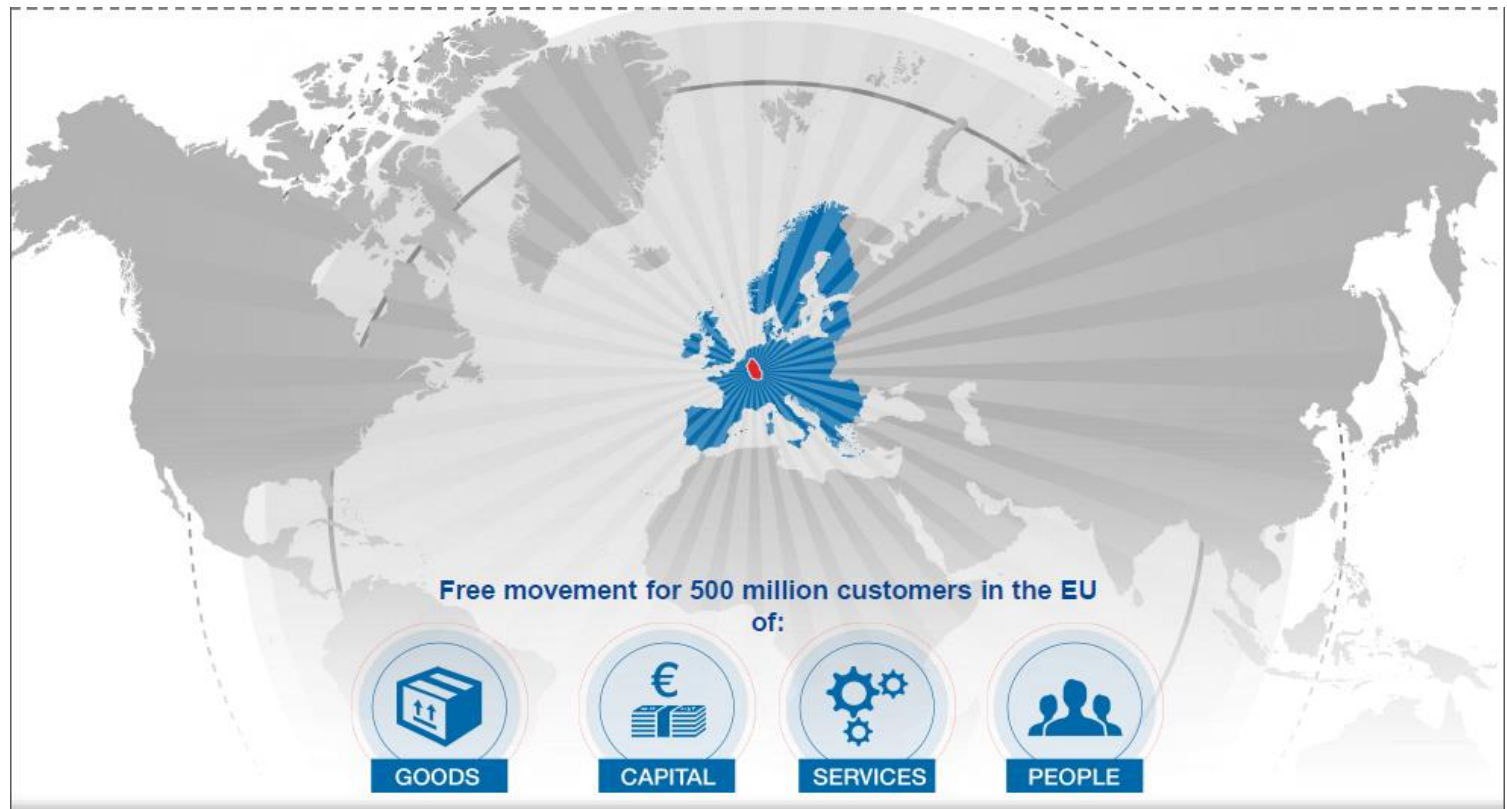 Free movement for 500 million customers in the EU
of:
€
GOODS
CAPITAL
SERVICES
PEOPLE